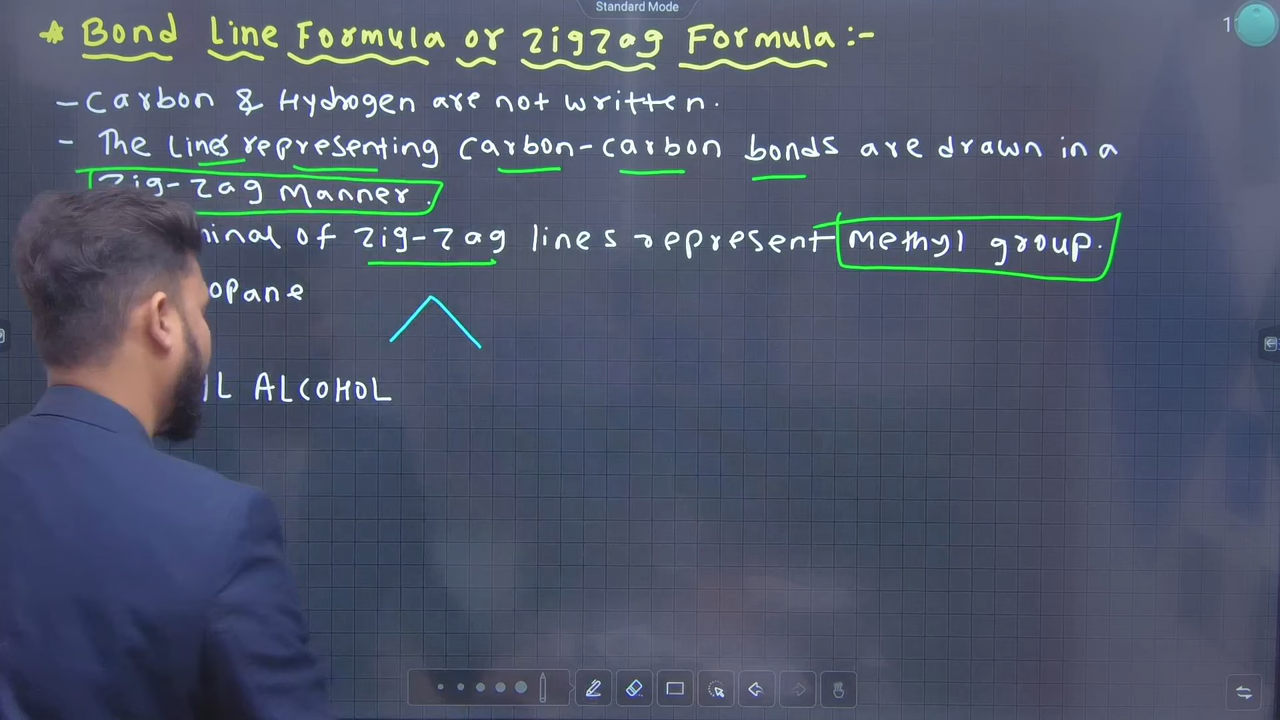 Standard Mode
* Bond Line Formula or ZigZag Formula:-
- Carbon & Hydrogen are not written.
- The Lines representing carbon-carbon bonds are drawn in a
Zig-Zag Manner.
of Zig-Zag lines represent Methyl group.
ALCOHOL